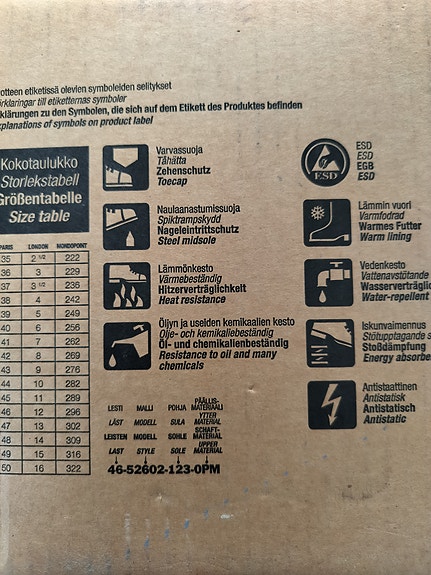 otteen etiketissä olevien symboleiden selitykset
örklaringar till etiketternas symboler
klärungen zu den Symbolen, die sich auf dem Etikett des Produktes befinden
xplanations of symbols on product label
Kokotaulukko
Storlekstabell
Größentabelle
Size table
PARIS LONDON MONDOPOINT
35 2 1/2 222
36 3 229
37 3 1/2 236
38 4 242
39 5 249
40 6 256
41 7 262
42 8 269
43 9 276
44 10 282
45 11 289
46 12 296
47 13 302
48 14 309
49 15 316
50 16 322
Varvassuoja
Tåhätta
Zehenschutz
Toecap
Naulaanastumissuoja
Spiktrampskydd
Nageleintrittschutz
Steel midsole
Lämmönkesto
Värmebeständig
Hitzerverträglichkeit
Heat resistance
Öljyn ja useiden kemikaalien kesto
Olje- och kemikaliebeständig
Öl- und chemikalienbeständig
Resistance to oil and many
chemicals
ESD
ESD
ESD
EGB
ESD
Lämmin vuori
Varmfodrad
Warmes Futter
Warm lining
Vedenkesto
Vattenavstötande
Wasserverträglic
Water-repellent
Iskunvaimennus
Stötupptagande s
Stoßdämpfung
Energy absorbe
Antistaattinen
Antistatisk
Antistatisch
Antistatic
LESTI MALLI POHJA PÄÄLLIS-
MATERIAALI
LÄST MODELL SULA YTTER
MATERIAL
LEISTEN MODELL SOHLE SCHAFT-
MATERIAL
LAST STYLE SOLE UPPER
MATERIAL
46-52602-123-0PM